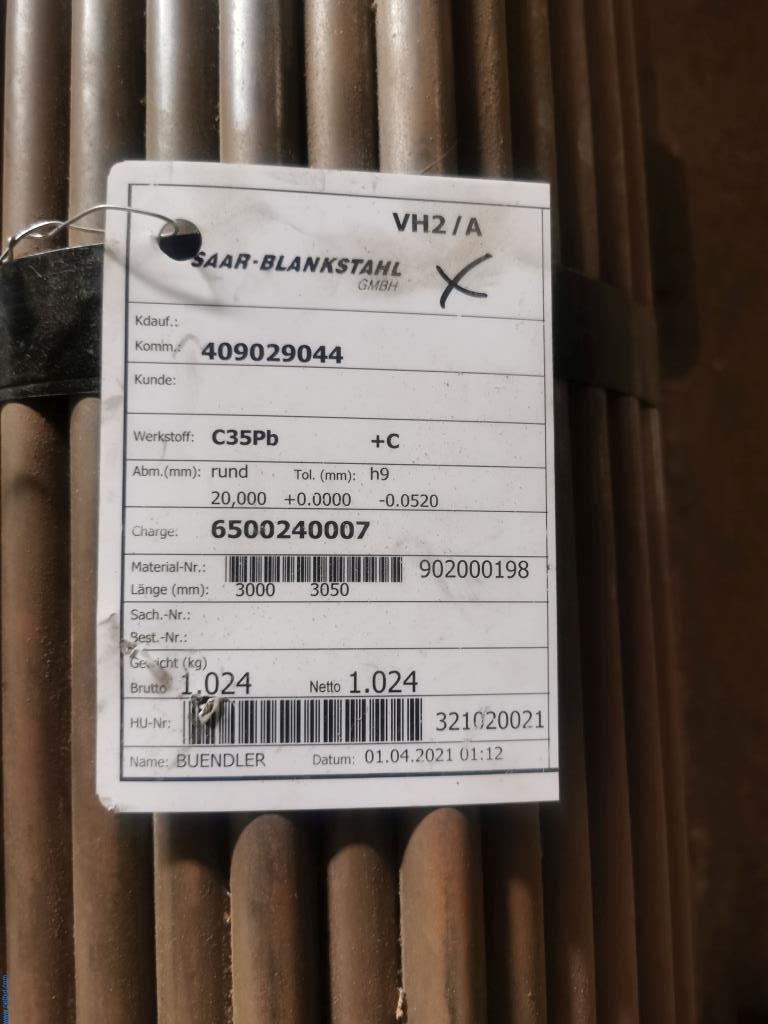 VH2/A
SAAR-BLANKSTAHL
GMBH
Kdauf.:
Komm.: 409029044
Kunde:
Werkstoff: C35Pb +C
Abm.(mm): rund Tol. (mm): h9
20,000 +0.0000 -0.0520
Charge: 6500240007
Material-Nr.: 902000198
Länge (mm): 3000 3050
Sach.-Nr.:
Best.-Nr.:
Gewicht (kg)
Brutto 1.024 Netto 1.024
HU-Nr: 321020021
Name: BUENDLER Datum: 01.04.2021 01:12